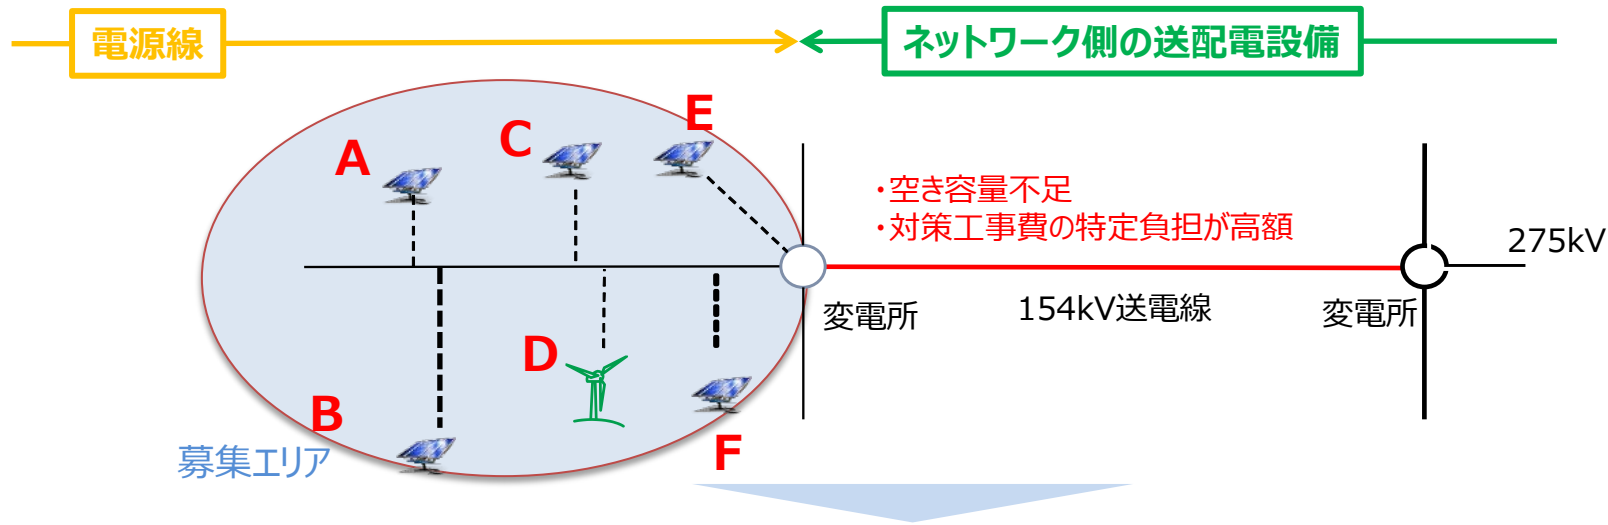 電源線
ネットワーク側の送配電設備
E
C
A
・空き容量不足
・対策工事費の特定負担が高額
275kV
変電所
154kV送電線
変電所
D
B
F
募集エリア